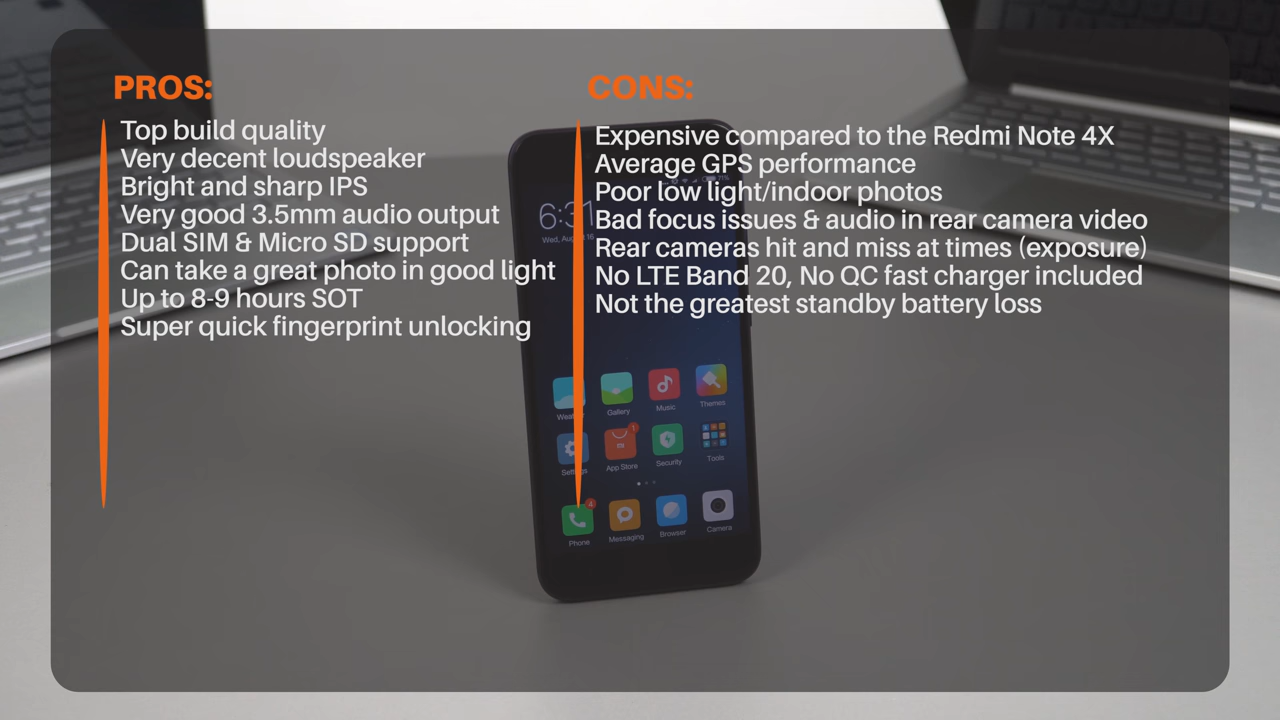 PROS:
Top build quality
Very decent loudspeaker
Bright and sharp IPS
Very good 3.5mm audio output
Dual SIM & Micro SD support
Can take a great photo in good light
Up to 8-9 hours SOT
Super quick fingerprint unlocking
CONS:
Expensive compared to the Redmi Note 4X
Average GPS performance
Poor low light/indoor photos
Bad focus issues & audio in rear camera video
Rear cameras hit and miss at times (exposure)
No LTE Band 20, No QC fast charger included
Not the greatest standby battery loss
6:31
Wed, Aug 16
Gallery
Music
Themes
App Store
Security
Tools
Phone
Messaging
Browser
Camera